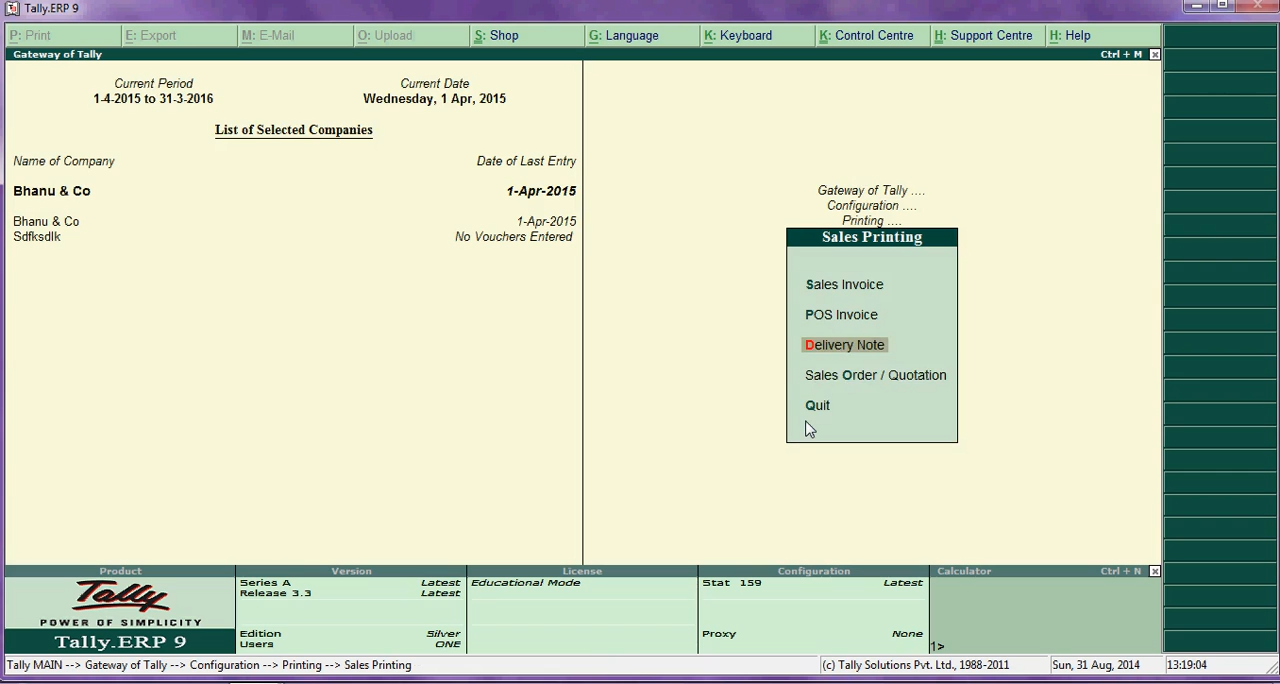 Tally.ERP 9
P: Print E: Export M: E-Mail O: Upload S: Shop G: Language K: Keyboard K: Control Centre H: Support Centre H: Help
Gateway of Tally Ctrl + M
Current Period Current Date
1-4-2015 to 31-3-2016 Wednesday, 1 Apr, 2015
List of Selected Companies
Name of Company Date of Last Entry
Bhanu & Co 1-Apr-2015
Bhanu & Co 1-Apr-2015
Sdfksdlk No Vouchers Entered
Gateway of Tally ....
Configuration ....
Printing ....
Sales Printing
Sales Invoice
POS Invoice
Delivery Note
Sales Order / Quotation
Quit
Product Version License Configuration Calculator Ctrl + N
Tally
POWER OF SIMPLICITY
Tally.ERP 9
Series A Latest
Release 3.3 Latest
Edition Silver
Users ONE
Educational Mode
Stat 159 Latest
Proxy None
1>
Tally MAIN --> Gateway of Tally --> Configuration --> Printing --> Sales Printing (c) Tally Solutions Pvt. Ltd., 1988-2011 Sun, 31 Aug, 2014 13:19:04